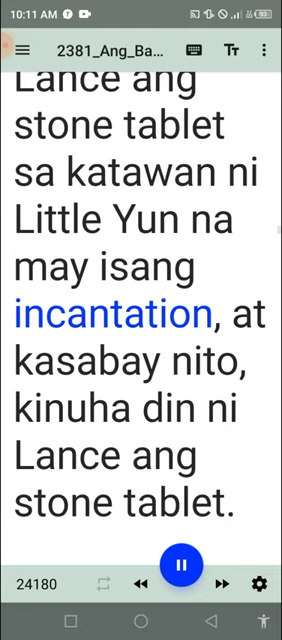 10:11 AM
2381_Ang_Ba... TT
Lance ang
stone tablet
sa katawan ni
Little Yun na
may isang
incantation, at
kasabay nito,
kinuha din ni
Lance ang
stone tablet.
24180